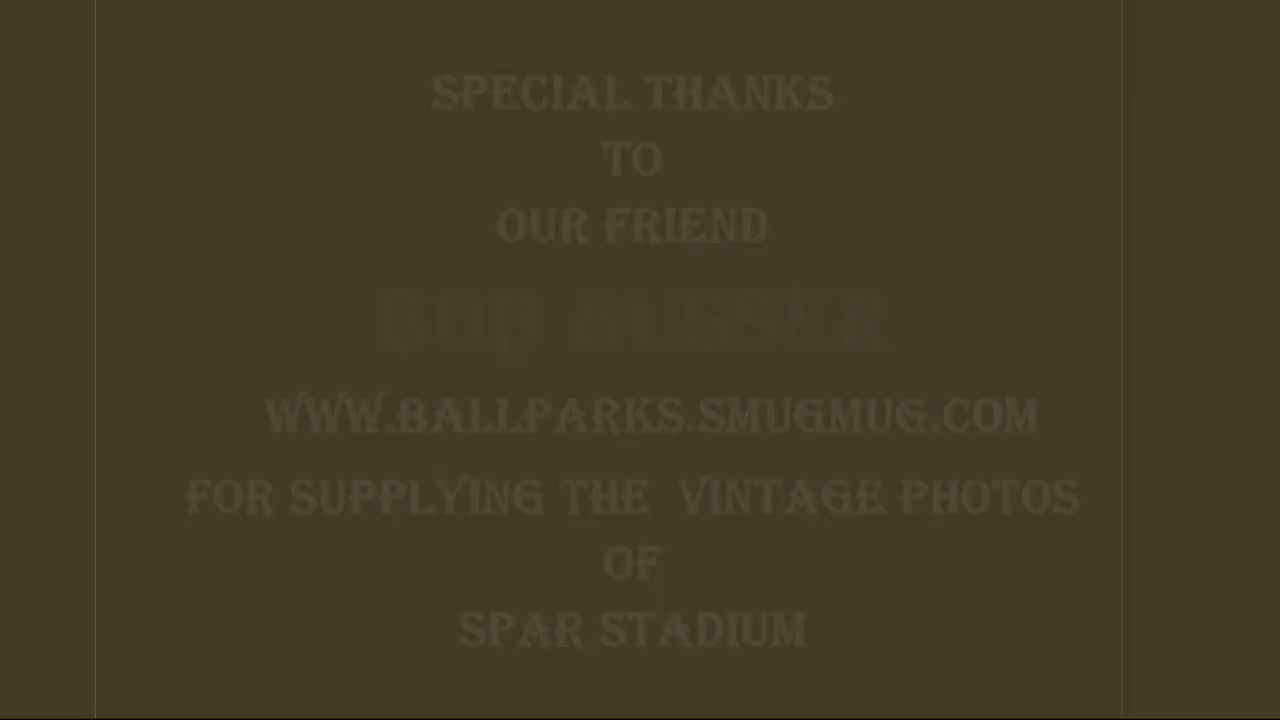 SPECIAL THANKS
TO
OUR FRIEND
BOB BUSSER
WWW.BALLPARKS.SMUGMUG.COM
FOR SUPPLYING THE VINTAGE PHOTOS
OF
SPAR STADIUM